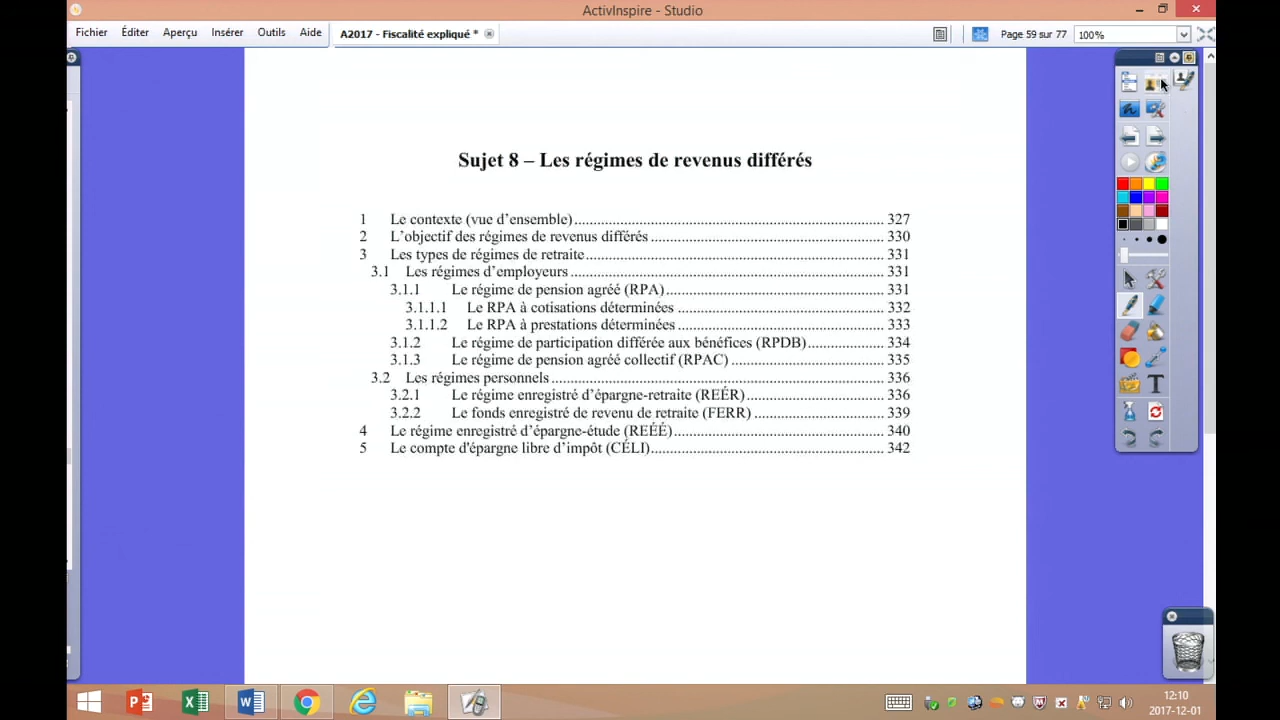 ActivInspire - Studio
Fichier Éditer Aperçu Insérer Outils Aide A2017 - Fiscalité expliqué * Page 59 sur 77 100%
Sujet 8 – Les régimes de revenus différés
1 Le contexte (vue d’ensemble) 327
2 L’objectif des régimes de revenus différés 330
3 Les types de régimes de retraite 331
3.1 Les régimes d’employeurs 331
3.1.1 Le régime de pension agréé (RPA) 331
3.1.1.1 Le RPA à cotisations déterminées 332
3.1.1.2 Le RPA à prestations déterminées 333
3.1.2 Le régime de participation différée aux bénéfices (RPDB) 334
3.1.3 Le régime de pension agréé collectif (RPAC) 335
3.2 Les régimes personnels 336
3.2.1 Le régime enregistré d’épargne-retraite (REÉR) 336
3.2.2 Le fonds enregistré de revenu de retraite (FERR) 339
4 Le régime enregistré d’épargne-étude (REÉÉ) 340
5 Le compte d'épargne libre d’impôt (CÉLI) 342
12:10
2017-12-01